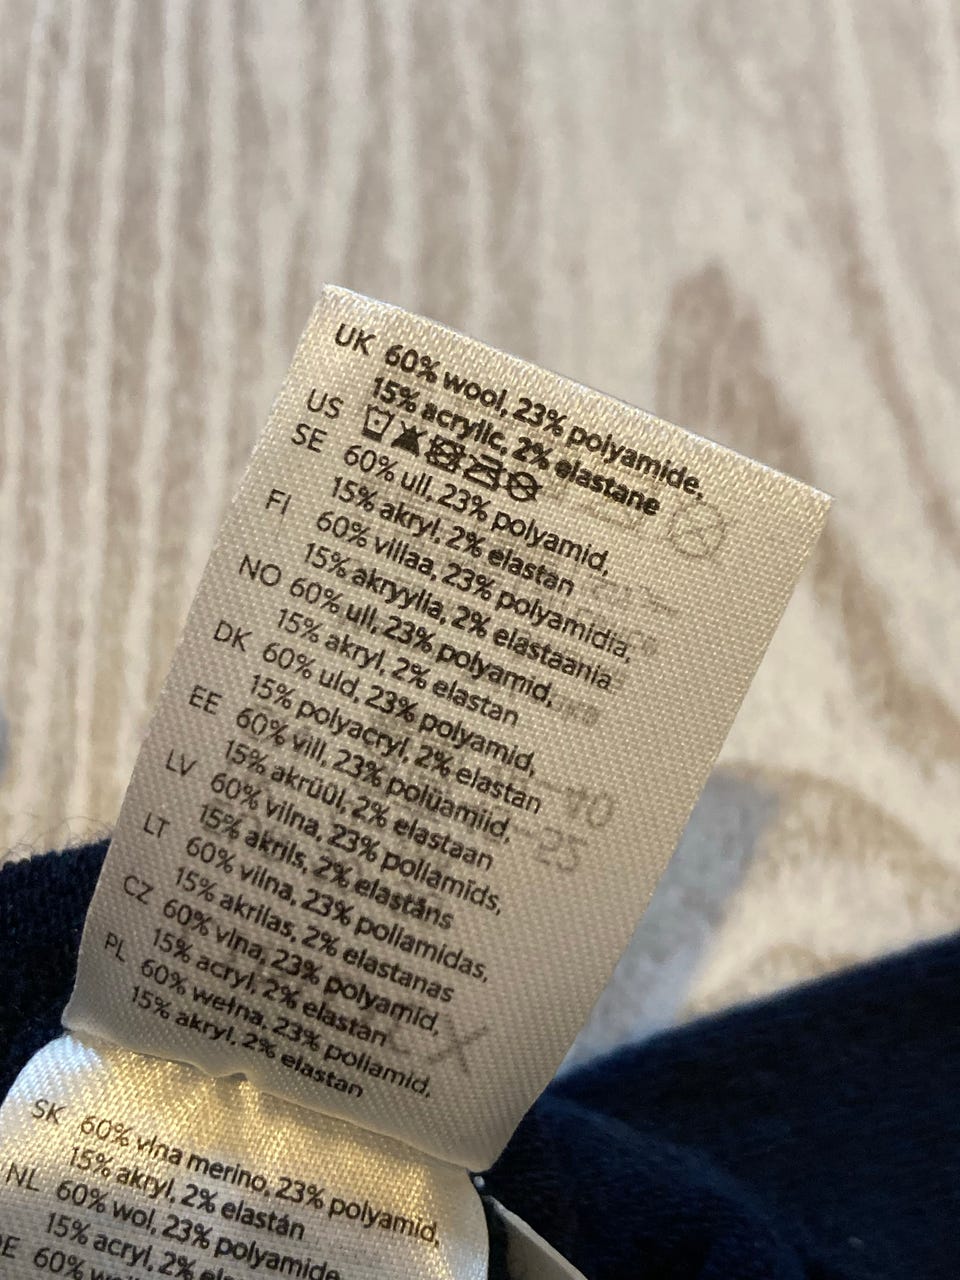 UK 60% wool, 23% polyamide,
15% acrylic, 2% elastane
US
SE 60% ull, 23% polyamid,
15% akryl, 2% elastan
FI 60% villaa, 23% polyamidia,
15% akryylia, 2% elastaania
NO 60% ull, 23% polyamid,
15% akryl, 2% elastan
DK 60% uld, 23% polyamid,
15% polyacryl, 2% elastan
EE 60% vill, 23% polüamiid,
15% akrüül, 2% elastaan
LV 60% vilna, 23% poliamīds,
15% akrils, 2% elastāns
LT 60% vilna, 23% poliamidas,
15% akrilas, 2% elastanas
CZ 60% vlna, 23% polyamid,
15% acryl, 2% elastan
PL 60% wełna, 23% poliamid,
15% akryl, 2% elastan
SK 60% vlna merino, 23% polyamid,
15% akryl, 2% elastán
NL 60% wol, 23% polyamide
15% acryl, 2%
60%